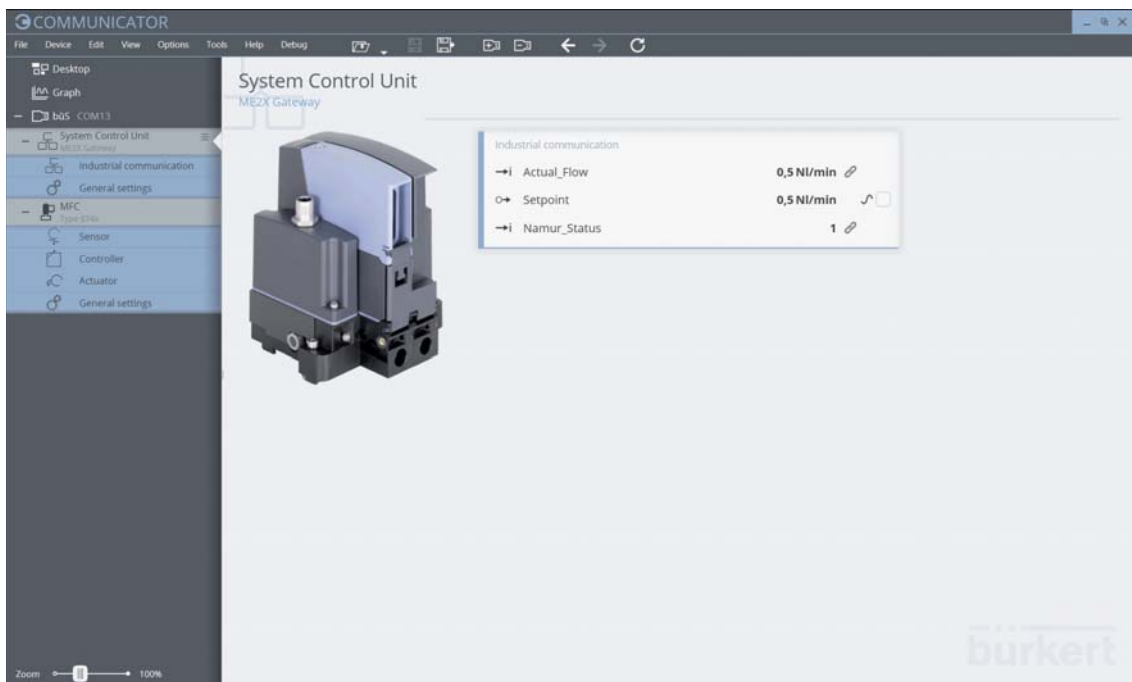 COMMUNICATOR
File Device Edit View Options Tools Help Debug
Desktop
Graph
büS COM13
System Control Unit
ME2X Gateway
Industrial communication
General settings
MFC
Sensor
Controller
Actuator
General settings
Zoom 100%
System Control Unit
ME2X Gateway
Industrial communication
Actual_Flow 0,5 Nl/min
Setpoint 0,5 Nl/min
Namur_Status 1
bürkert